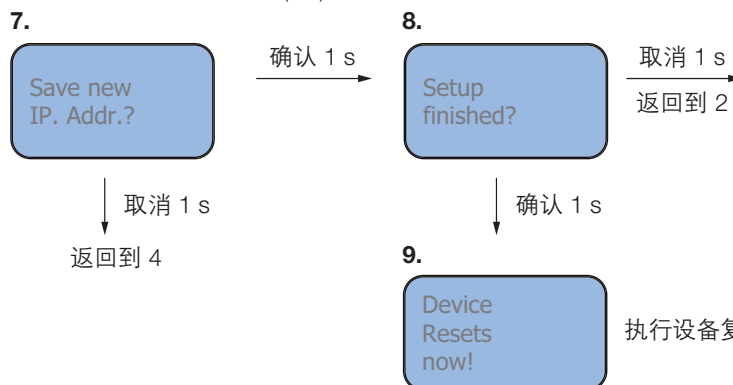 7.
Save new
IP. Addr.?
确认 1 s
取消 1 s
返回到 4
8.
Setup
finished?
取消 1 s
返回到 2
确认 1 s
9.
Device
Resets
now!
执行设备